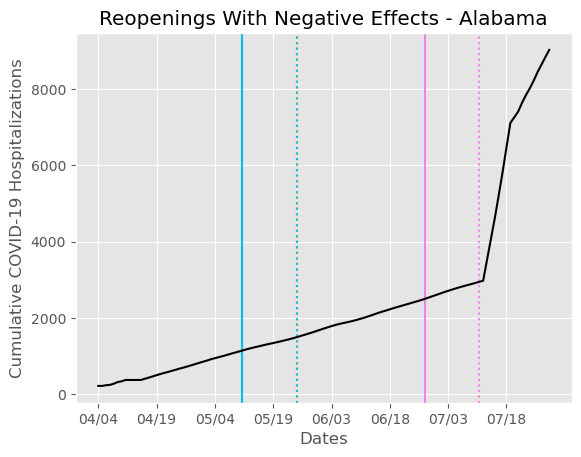 Reopenings With Negative Effects - Alabama
Cumulative COVID-19 Hospitalizations
8000
6000
4000
2000
0
04/04 04/19 05/04 05/19 06/03 06/18 07/03 07/18
Dates